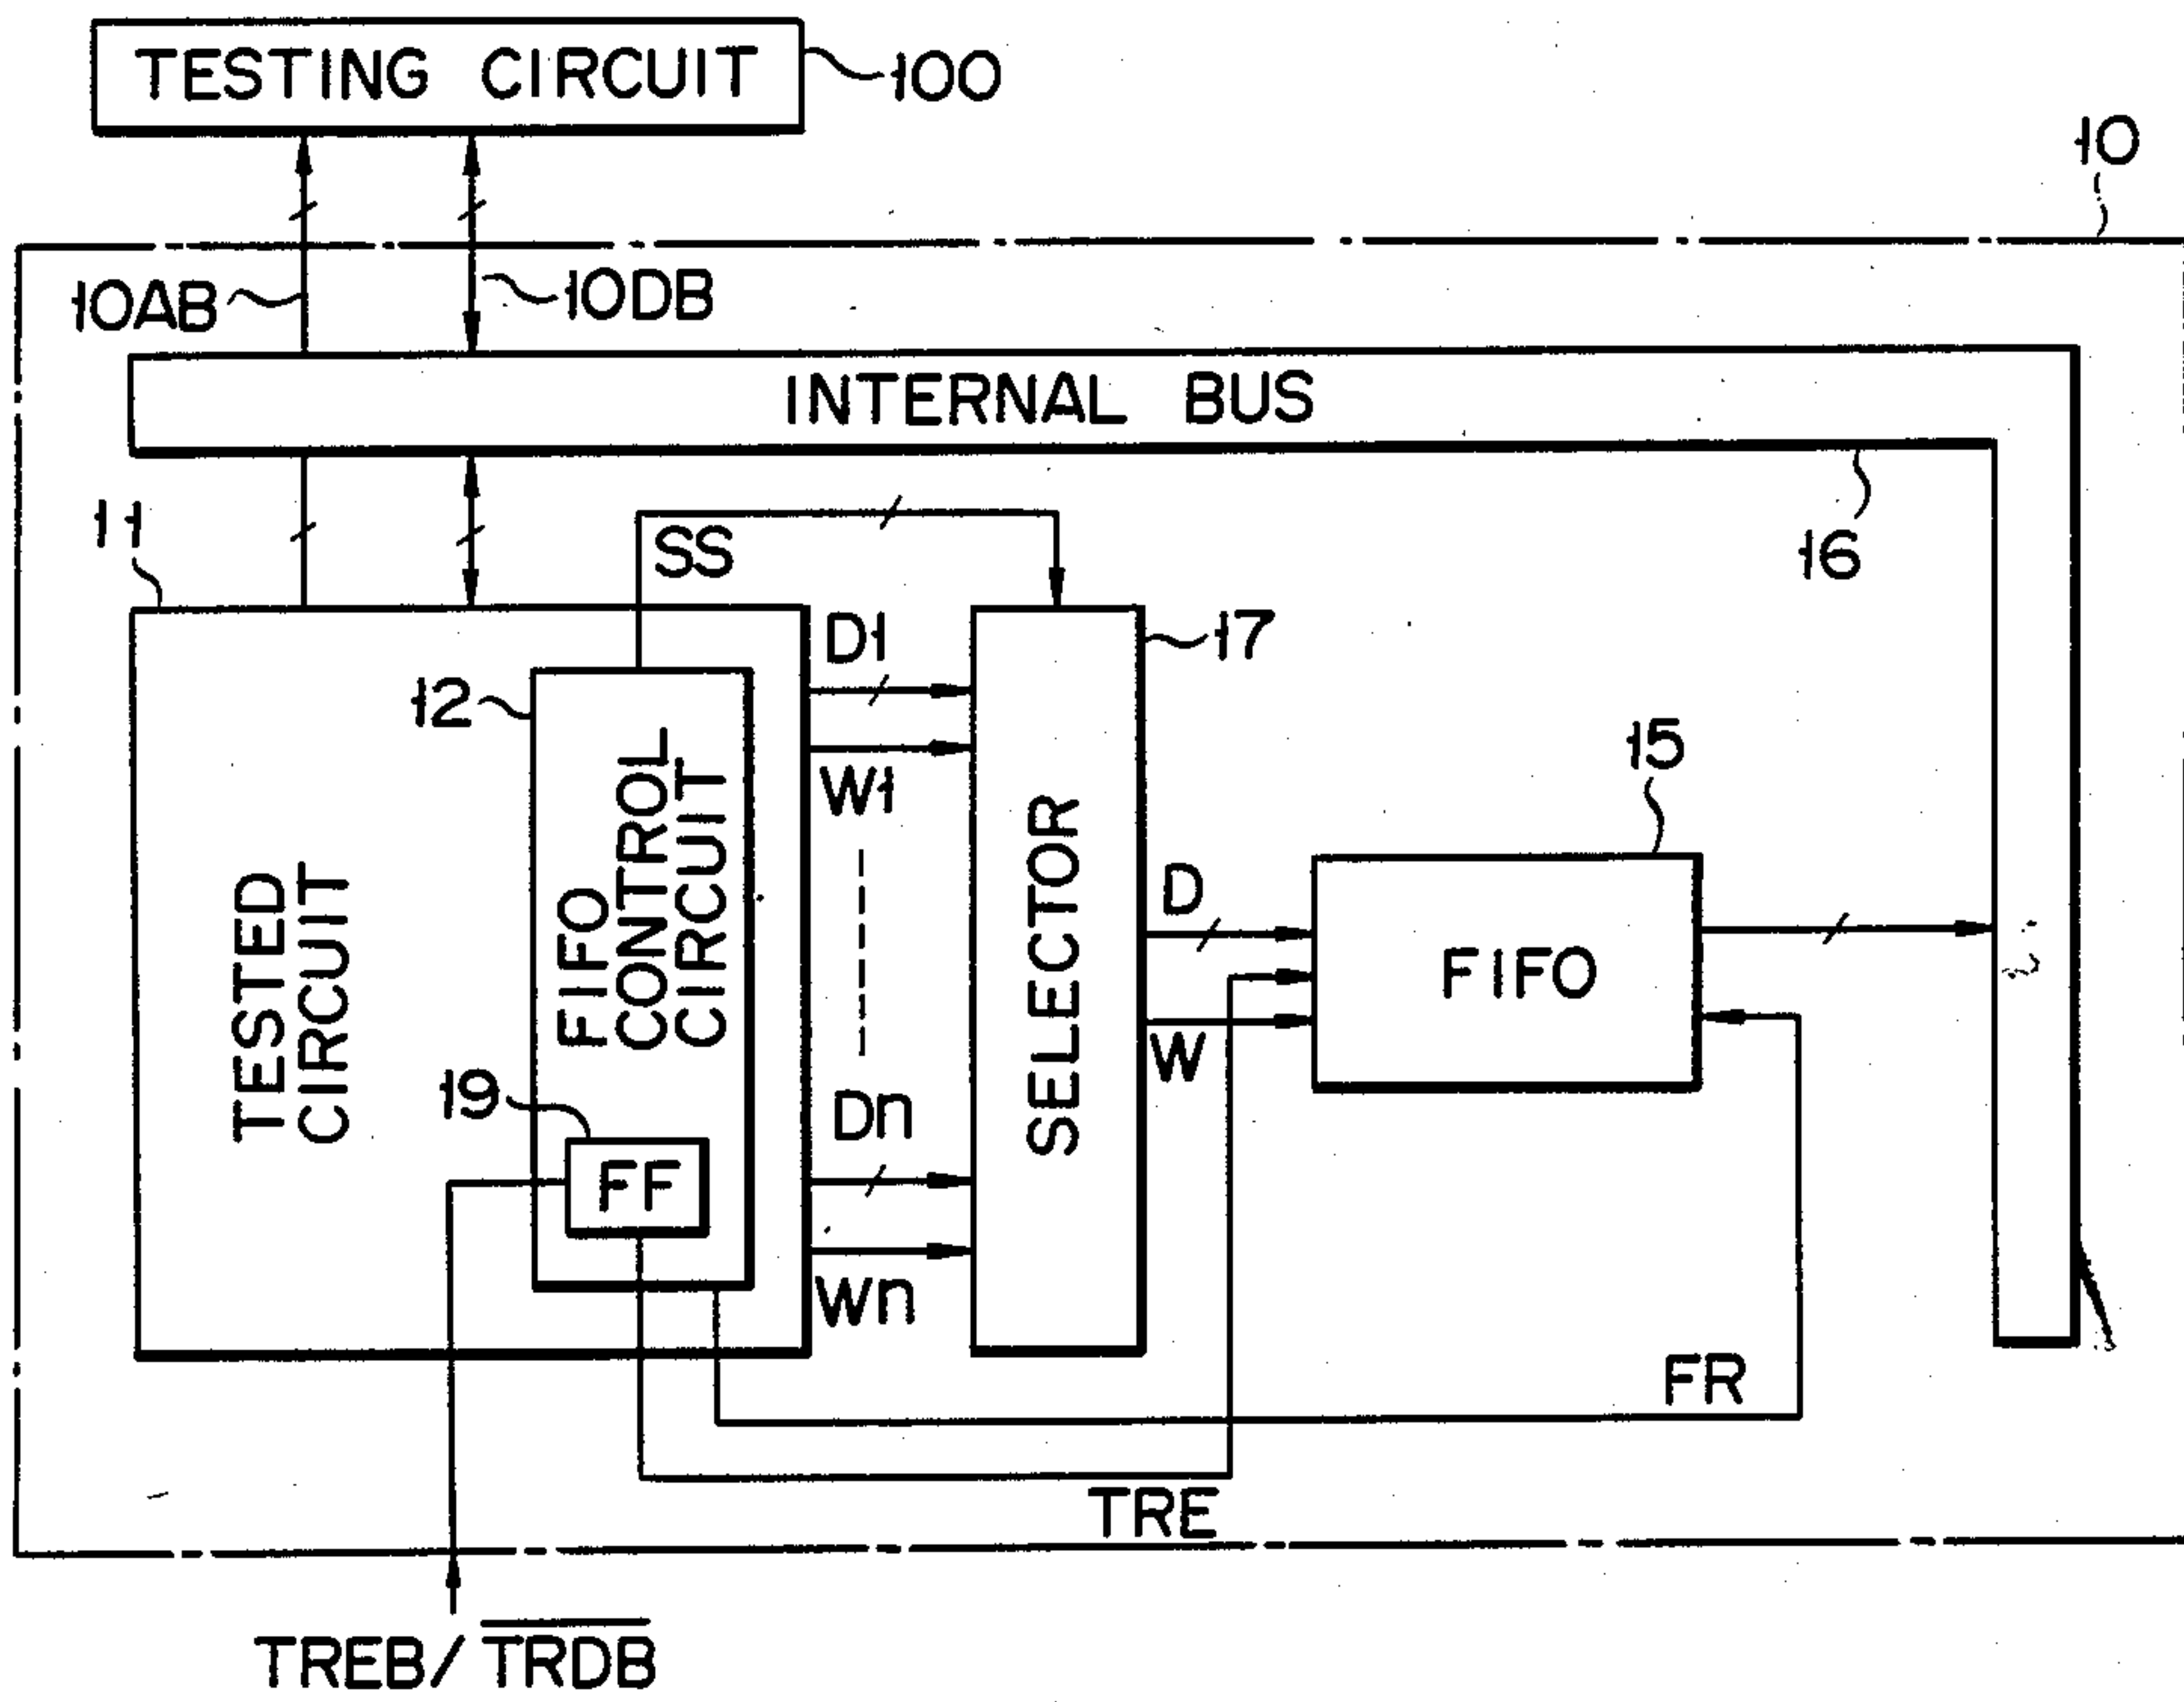 TESTING CIRCUIT
100
10
10AB
10DB
INTERNAL BUS
11
SS
16
17
D1
12
W1
15
FIFO
CONTROL
CIRCUIT
TESTED
CIRCUIT
SELECTOR
D
FIFO
W
19
FF
Dn
Wn
FR
TRE
TREB/T̅R̅D̅B̅